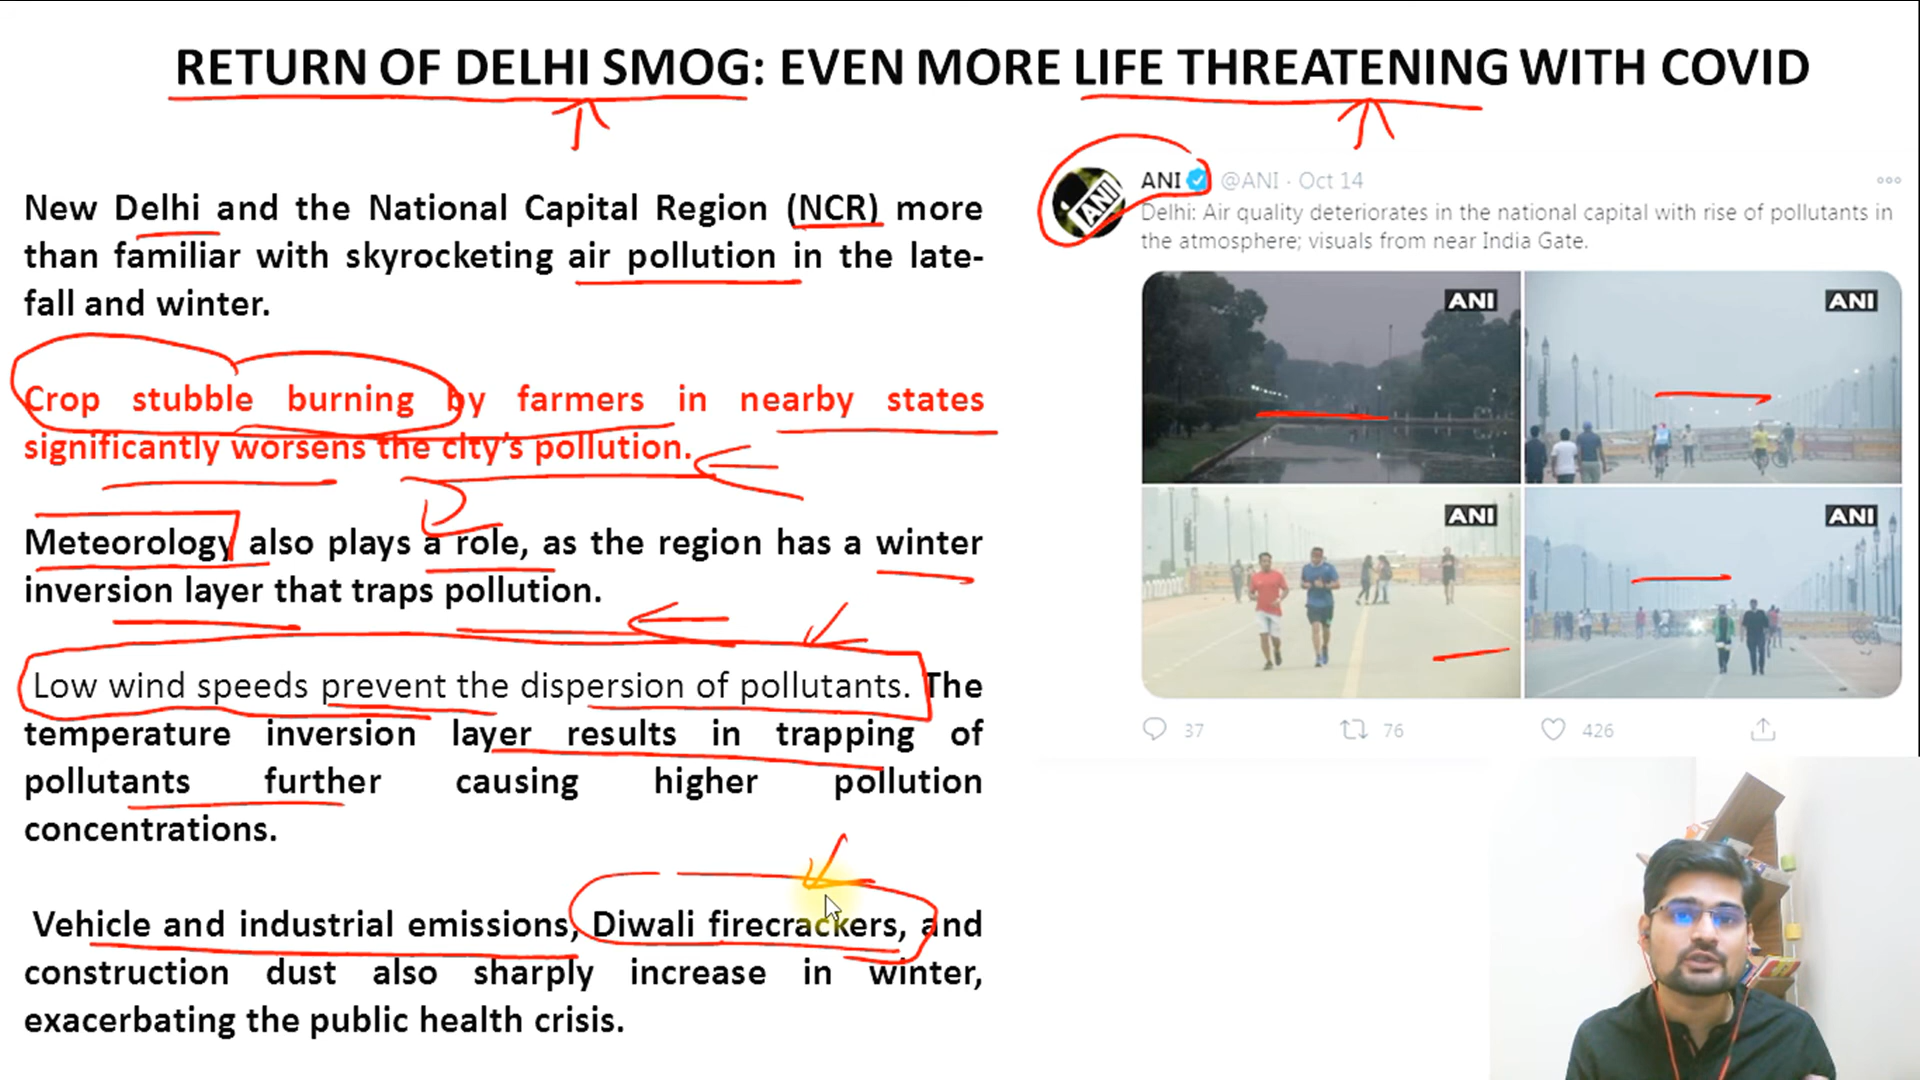 RETURN OF DELHI SMOG: EVEN MORE LIFE THREATENING WITH COVID
New Delhi and the National Capital Region (NCR) more
than familiar with skyrocketing air pollution in the late-
fall and winter.
Crop stubble burning by farmers in nearby states
significantly worsens the city's pollution.
Meteorology also plays a role, as the region has a winter
inversion layer that traps pollution.
Low wind speeds prevent the dispersion of pollutants. The
temperature inversion layer results in trapping of
pollutants further causing higher pollution
concentrations.
Vehicle and industrial emissions, Diwali firecrackers, and
construction dust also sharply increase in winter,
exacerbating the public health crisis.
ANI
ANI @ANI · Oct 14
Delhi: Air quality deteriorates in the national capital with rise of pollutants in
the atmosphere; visuals from near India Gate.
ANI
ANI
ANI
ANI
37 76 426